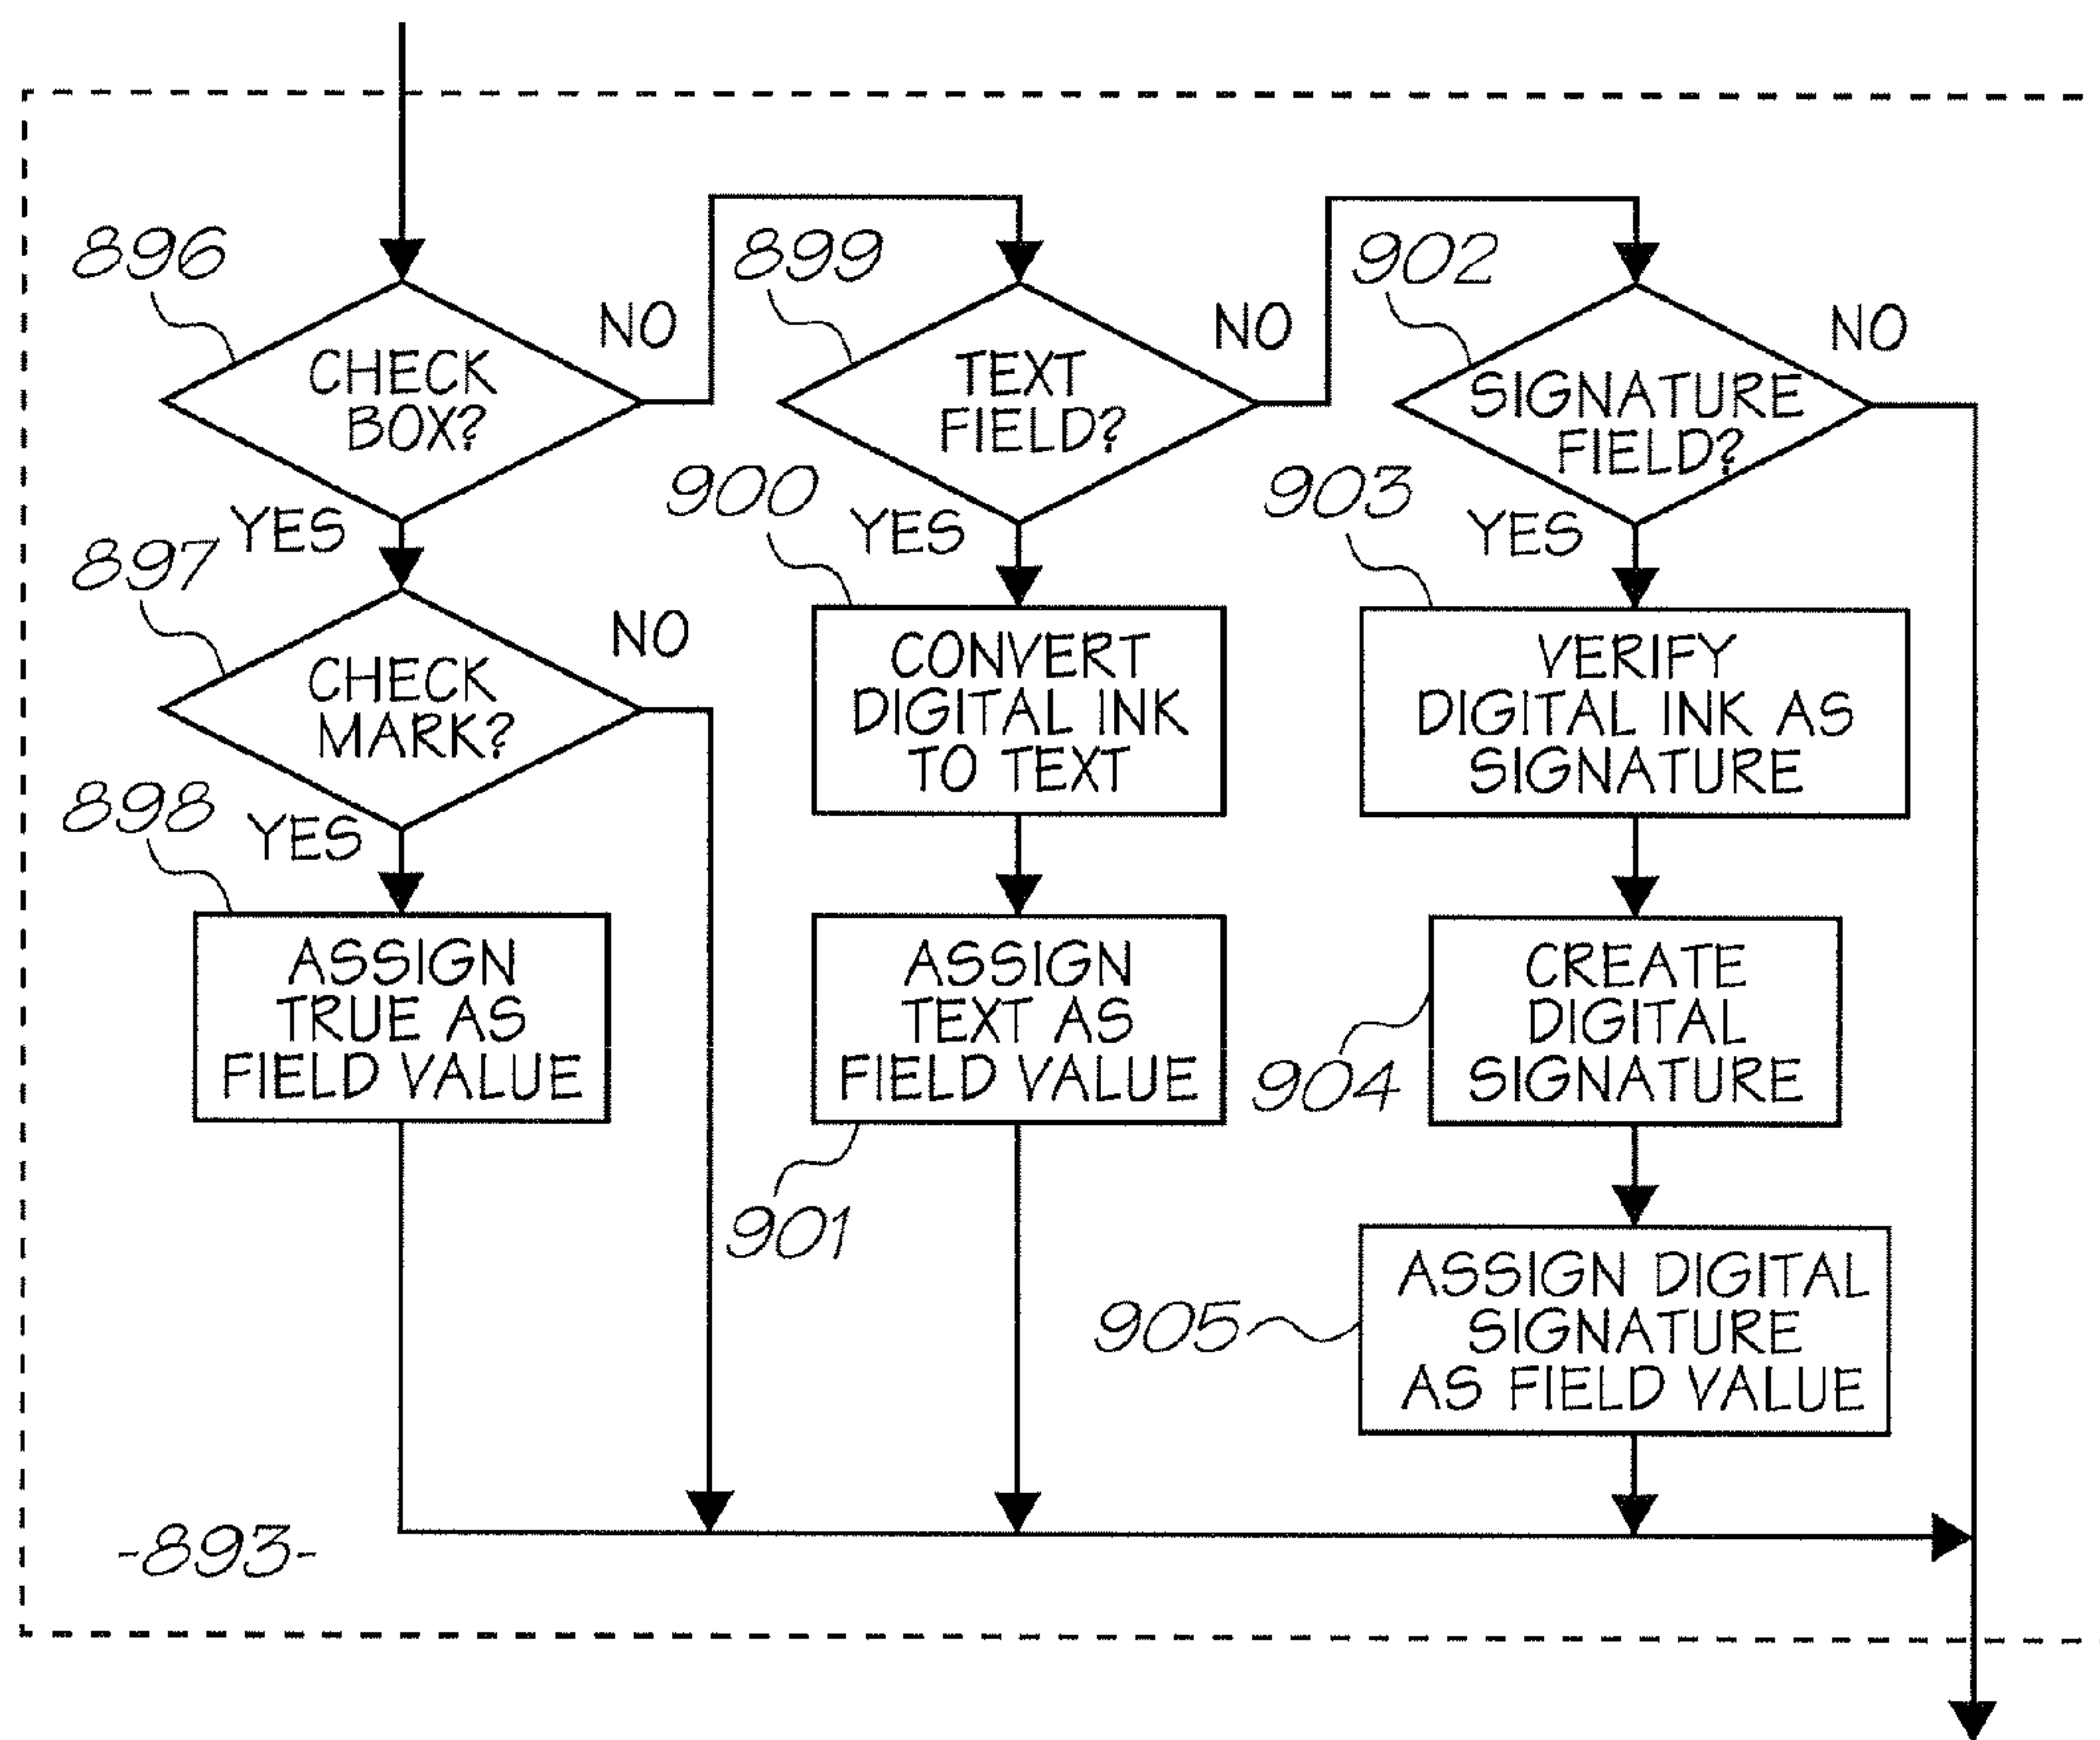 896
CHECK
BOX?
NO
YES
897
CHECK
MARK?
NO
YES
898
ASSIGN
TRUE AS
FIELD VALUE
899
TEXT
FIELD?
NO
YES
900
CONVERT
DIGITAL INK
TO TEXT
ASSIGN
TEXT AS
FIELD VALUE
901
902
SIGNATURE
FIELD?
NO
YES
903
VERIFY
DIGITAL INK AS
SIGNATURE
CREATE
DIGITAL
SIGNATURE
904
ASSIGN DIGITAL
SIGNATURE
AS FIELD VALUE
905
-893-